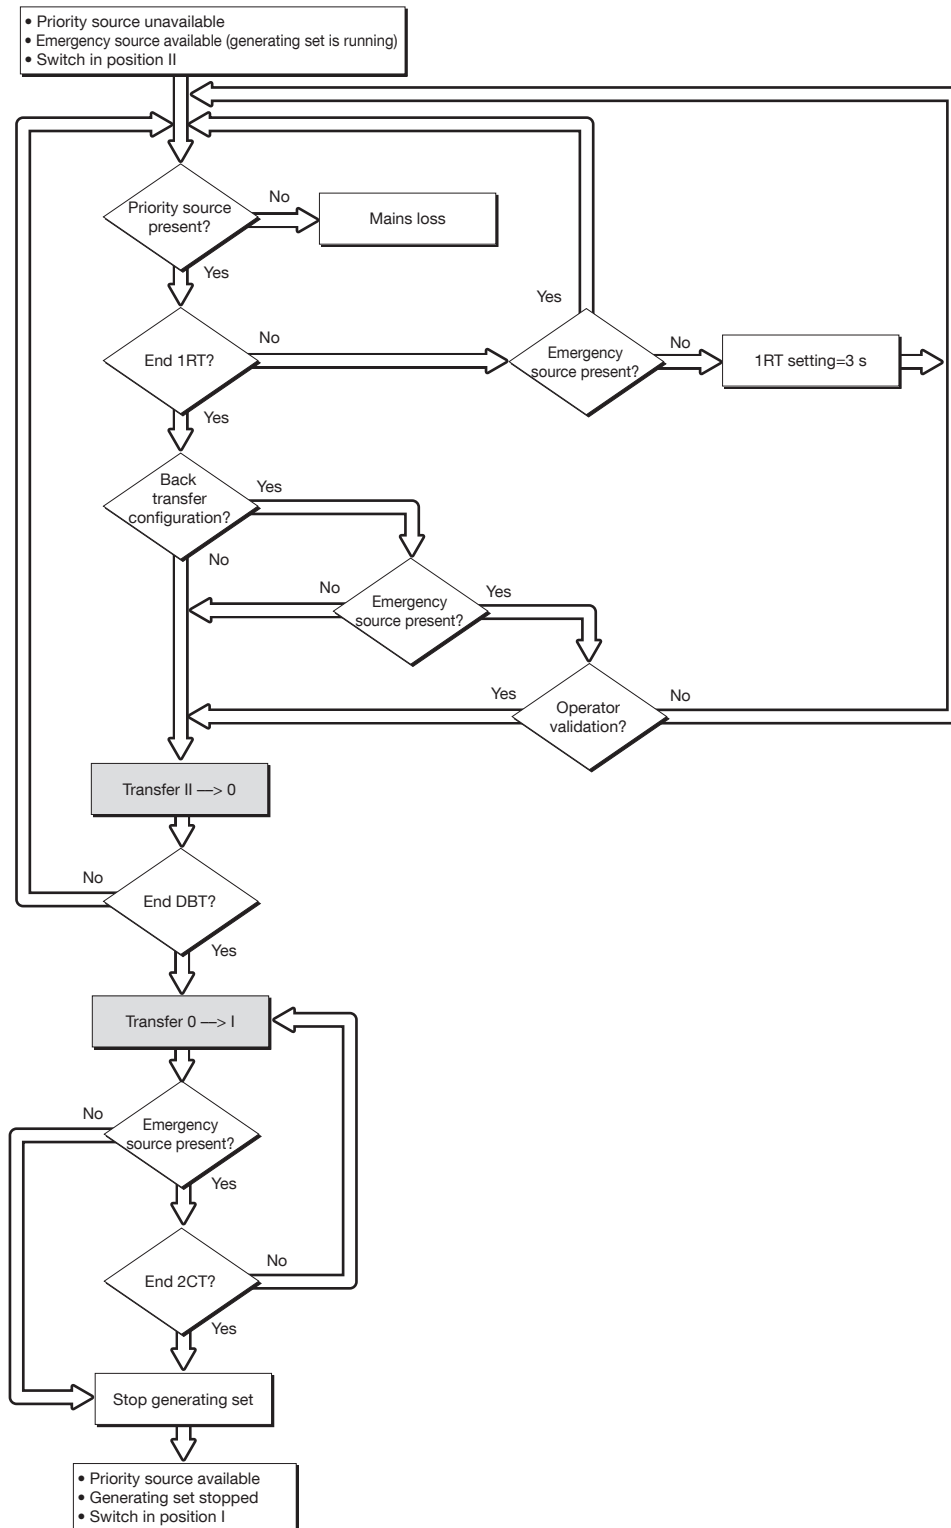 • Priority source unavailable
• Emergency source available (generating set is running)
• Switch in position II
Priority source
present?
No
Mains loss
Yes
End 1RT?
No
Yes
Emergency
source present?
No
1RT setting=3 s
Yes
Back
transfer
configuration?
Yes
No
No
Emergency
source present?
Yes
Yes
Operator
validation?
No
Transfer II —> 0
No
End DBT?
Yes
Transfer 0 —> I
No
Emergency
source present?
Yes
End 2CT?
No
Yes
Stop generating set
• Priority source available
• Generating set stopped
• Switch in position I